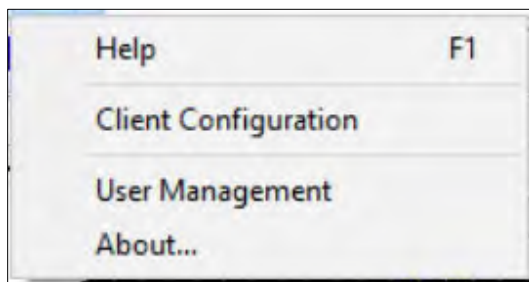 Help F1
Client Configuration
User Management
About...